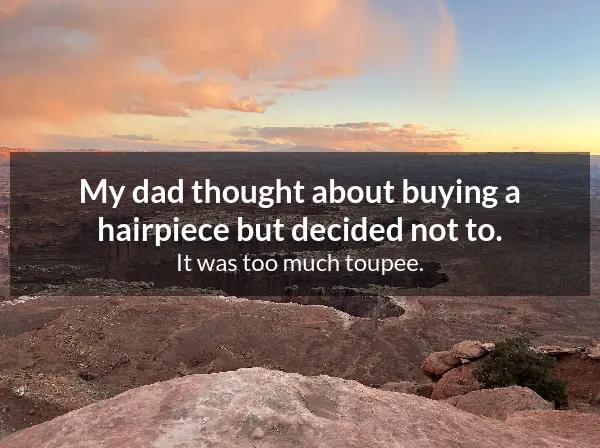 My dad thought about buying a
hairpiece but decided not to.
It was too much toupee.